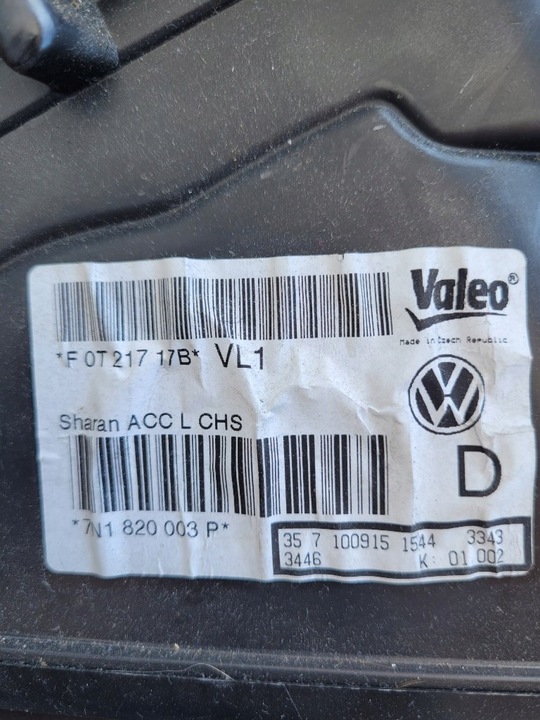 Valeo®
Made in Czech Republic
*F 0T 217 17B* VL1
Sharan ACC L CHS
D
*7N1 820 003 P*
35 7 100915 1544 3343
3446 K: 01 002